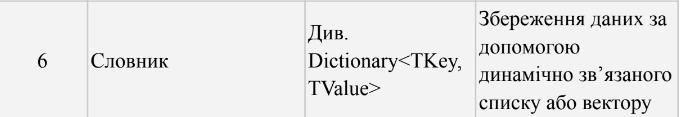 6
Словник
Див.
Dictionary<TKey,
TValue>
Збереження даних за
допомогою
динамічно зв’язаного
списку або вектору